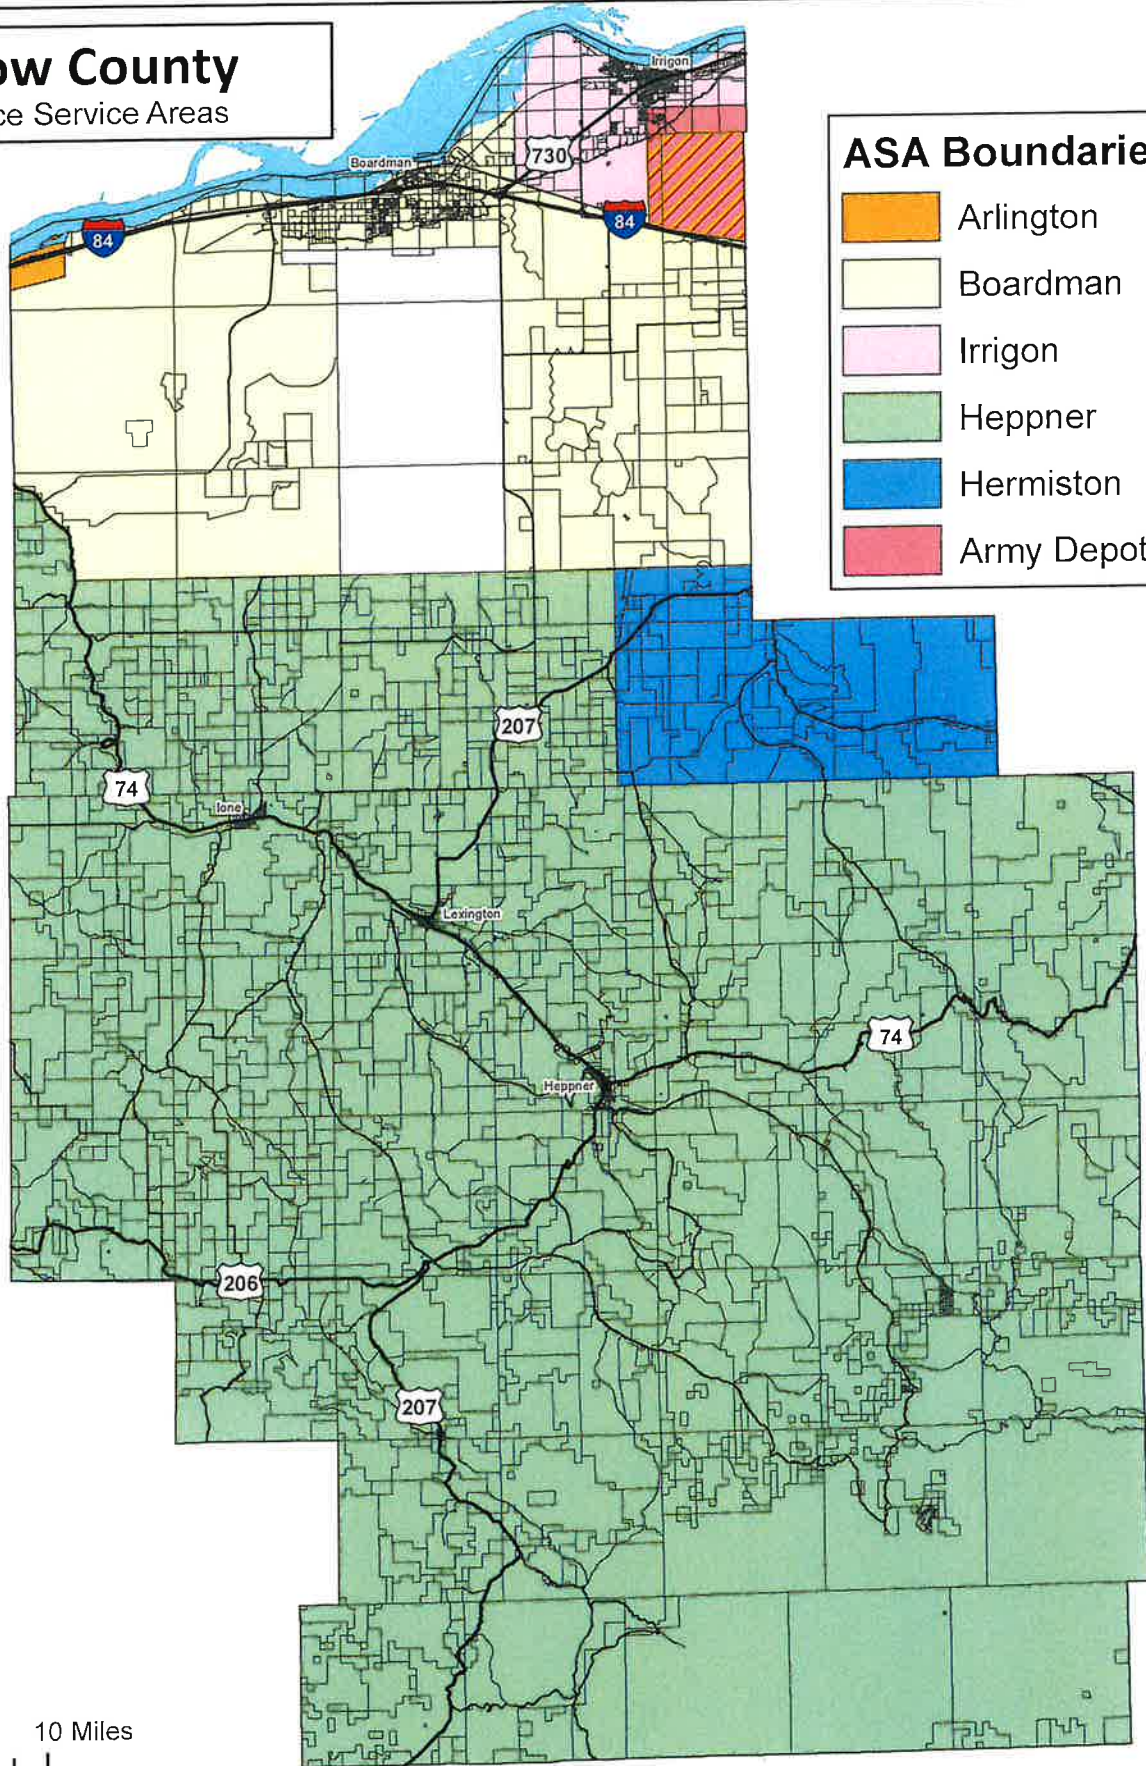 ow County
ce Service Areas
Irrigon
730
Boardman
84
84
ASA Boundarie
Arlington
Boardman
Irrigon
Heppner
Hermiston
Army Depot
207
74
Ione
Lexington
74
Heppner
206
207
10 Miles